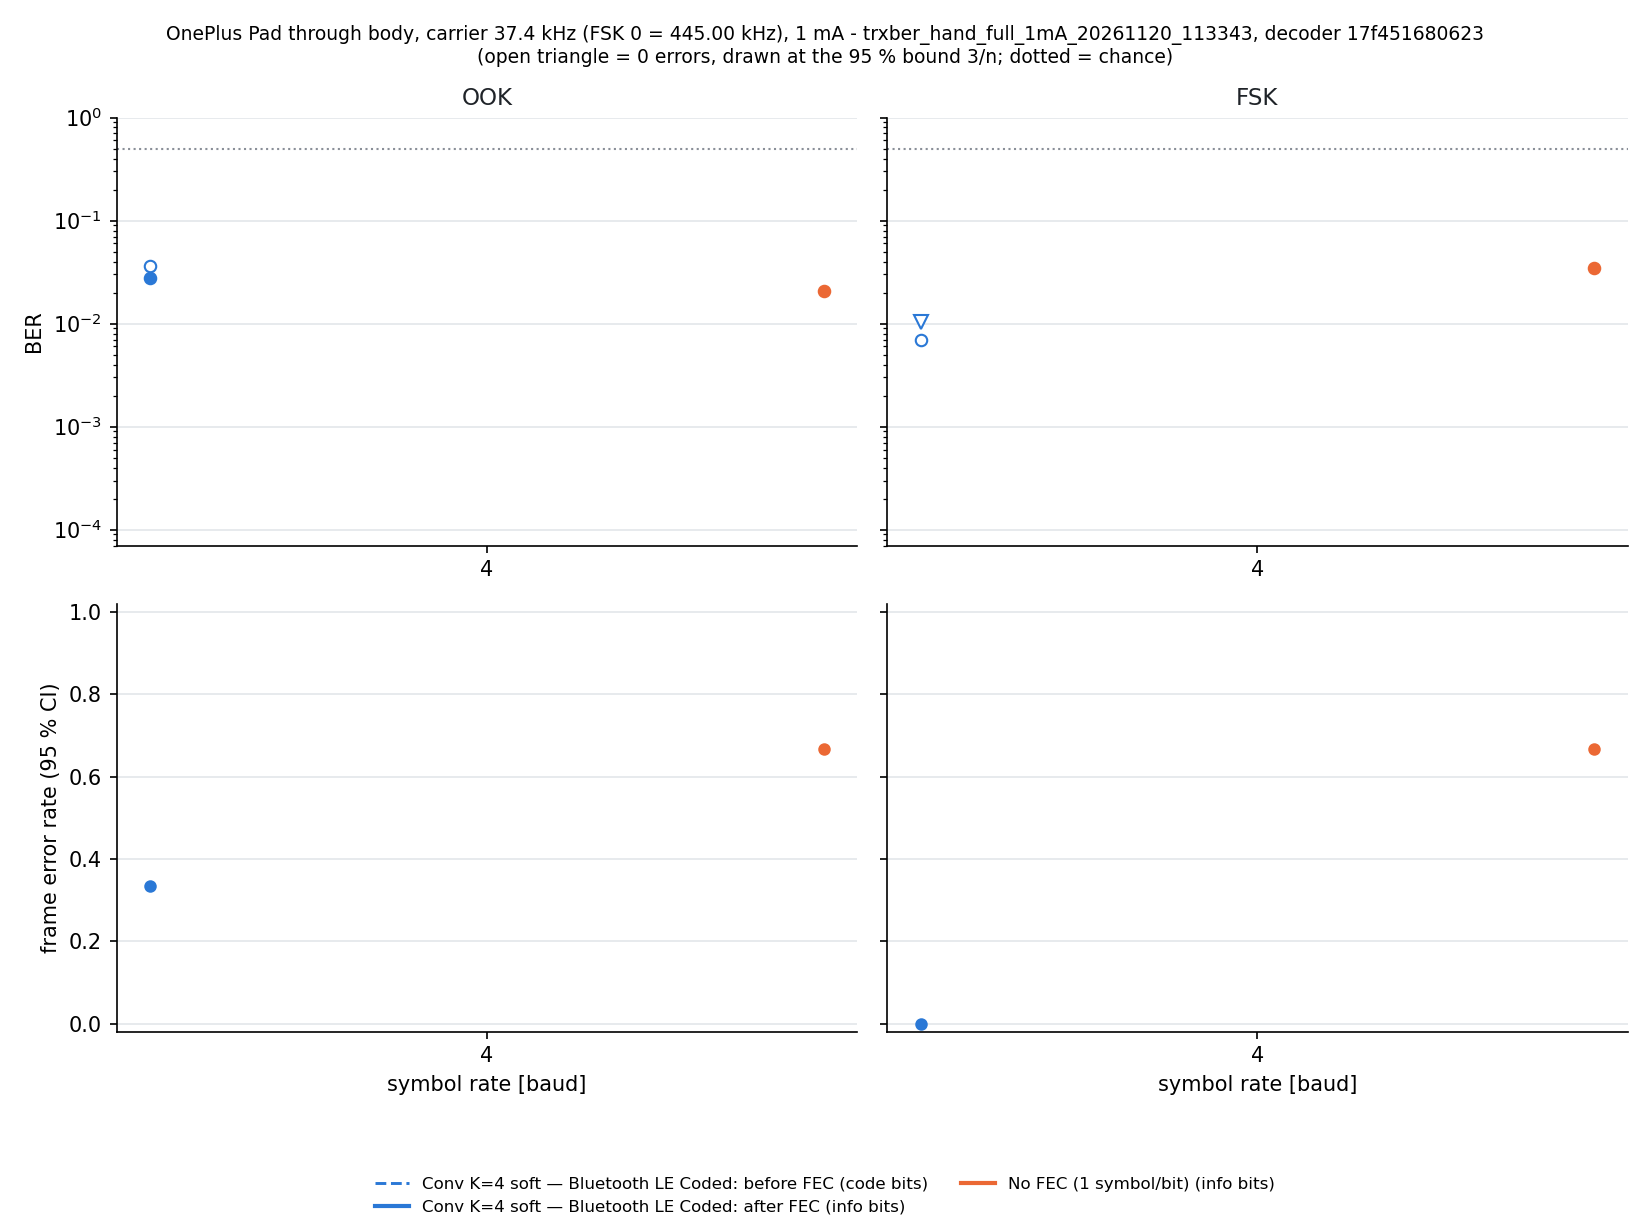 OnePlus Pad through body, carrier 37.4 kHz (FSK 0 = 445.00 kHz), 1 mA - trxber_hand_full_1mA_20261120_113343, decoder 17f451680623
(open triangle = 0 errors, drawn at the 95 % bound 3/n; dotted = chance)
OOK
FSK
10⁰
10⁻¹
10⁻²
10⁻³
10⁻⁴
BER
4
4
1.0
0.8
0.6
0.4
0.2
0.0
frame error rate (95 % CI)
4
4
symbol rate [baud]
symbol rate [baud]
Conv K=4 soft — Bluetooth LE Coded: before FEC (code bits)
Conv K=4 soft — Bluetooth LE Coded: after FEC (info bits)
No FEC (1 symbol/bit) (info bits)